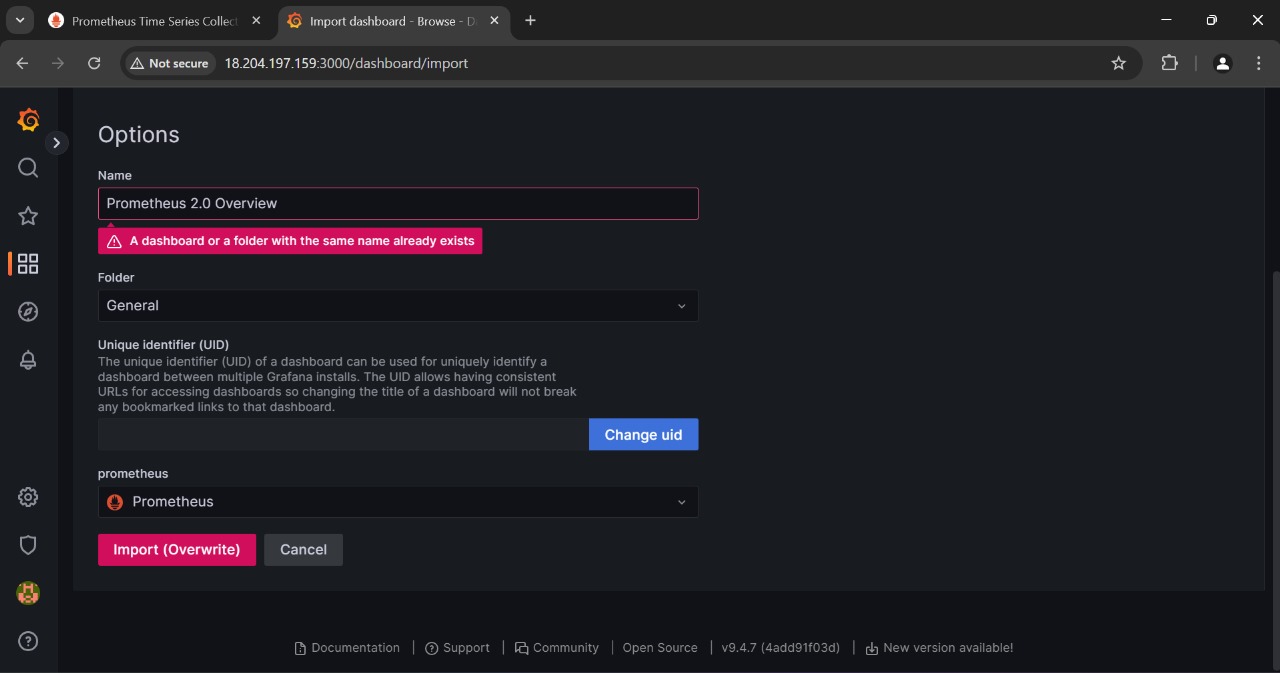 Prometheus Time Series Collect
Import dashboard - Browse - D
Not secure
18.204.197.159:3000/dashboard/import
Options
Name
Prometheus 2.0 Overview
A dashboard or a folder with the same name already exists
Folder
General
Unique identifier (UID)
The unique identifier (UID) of a dashboard can be used for uniquely identify a
dashboard between multiple Grafana installs. The UID allows having consistent
URLs for accessing dashboards so changing the title of a dashboard will not break
any bookmarked links to that dashboard.
Change uid
prometheus
Prometheus
Import (Overwrite)
Cancel
Documentation
Support
Community
Open Source
v9.4.7 (4add91f03d)
New version available!